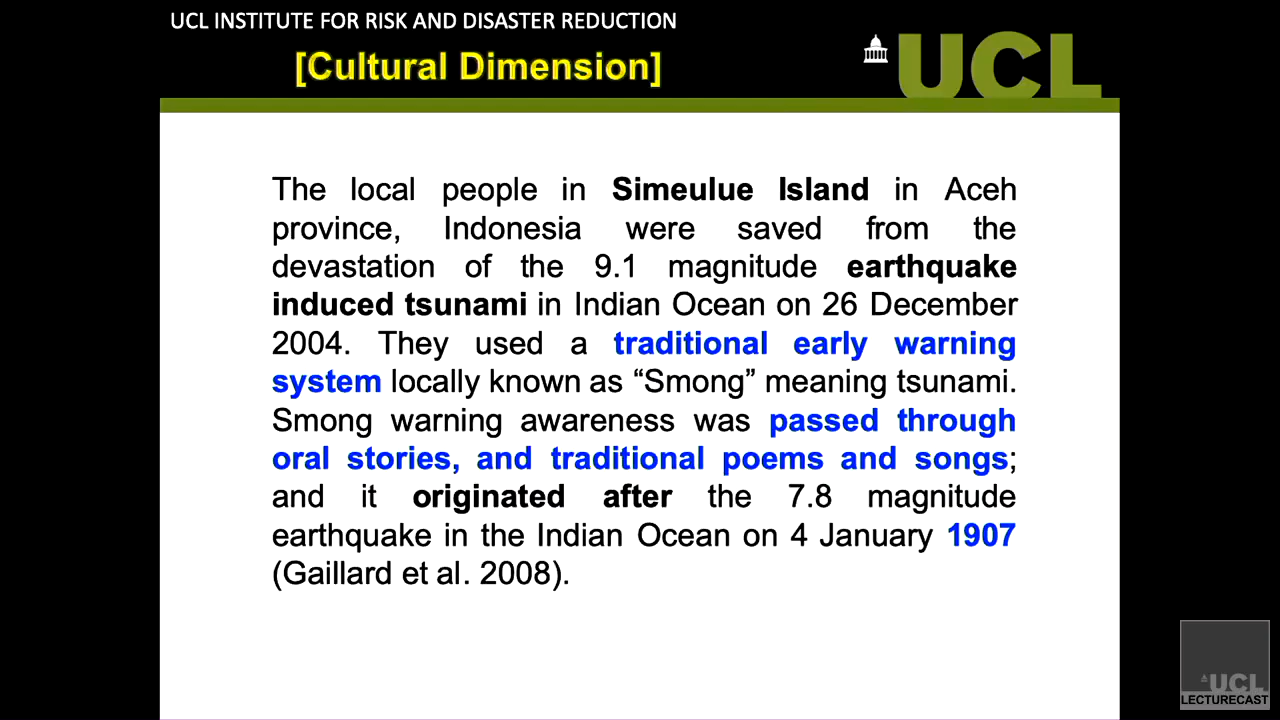 UCL INSTITUTE FOR RISK AND DISASTER REDUCTION
[Cultural Dimension]
UCL
The local people in Simeulue Island in Aceh
province, Indonesia were saved from the
devastation of the 9.1 magnitude earthquake
induced tsunami in Indian Ocean on 26 December
2004. They used a traditional early warning
system locally known as “Smong” meaning tsunami.
Smong warning awareness was passed through
oral stories, and traditional poems and songs;
and it originated after the 7.8 magnitude
earthquake in the Indian Ocean on 4 January 1907
(Gaillard et al. 2008).
UCL
LECTURECAST